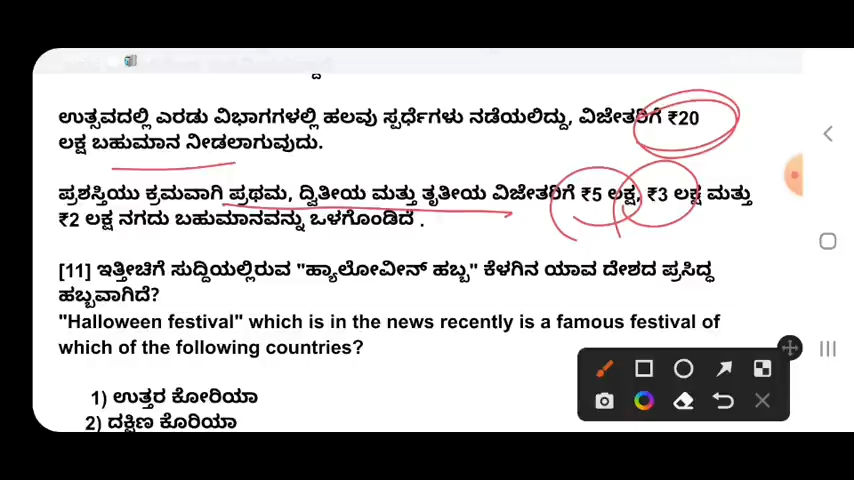 ಉತ್ಸವದಲ್ಲಿ ಎರಡು ವಿಭಾಗಗಳಲ್ಲಿ ಹಲವು ಸ್ಪರ್ಧೆಗಳು ನಡೆಯಲಿದ್ದು, ವಿಜೇತರಿಗೆ ₹20
ಲಕ್ಷ ಬಹುಮಾನ ನೀಡಲಾಗುವುದು.
ಪ್ರಶಸ್ತಿಯು ಕ್ರಮವಾಗಿ ಪ್ರಥಮ, ದ್ವಿತೀಯ ಮತ್ತು ತೃತೀಯ ವಿಜೇತರಿಗೆ ₹5 ಲಕ್ಷ, ₹3 ಲಕ್ಷ ಮತ್ತು
₹2 ಲಕ್ಷ ನಗದು ಬಹುಮಾನವನ್ನು ಒಳಗೊಂಡಿದೆ .
[11] ಇತ್ತೀಚಿಗೆ ಸುದ್ದಿಯಲ್ಲಿರುವ "ಹ್ಯಾಲೋವೀನ್ ಹಬ್ಬ" ಕೆಳಗಿನ ಯಾವ ದೇಶದ ಪ್ರಸಿದ್ಧ
ಹಬ್ಬವಾಗಿದೆ?
"Halloween festival" which is in the news recently is a famous festival of
which of the following countries?
1) ಉತ್ತರ ಕೋರಿಯಾ
2) ದಕ್ಷಿಣ ಕೊರಿಯಾ